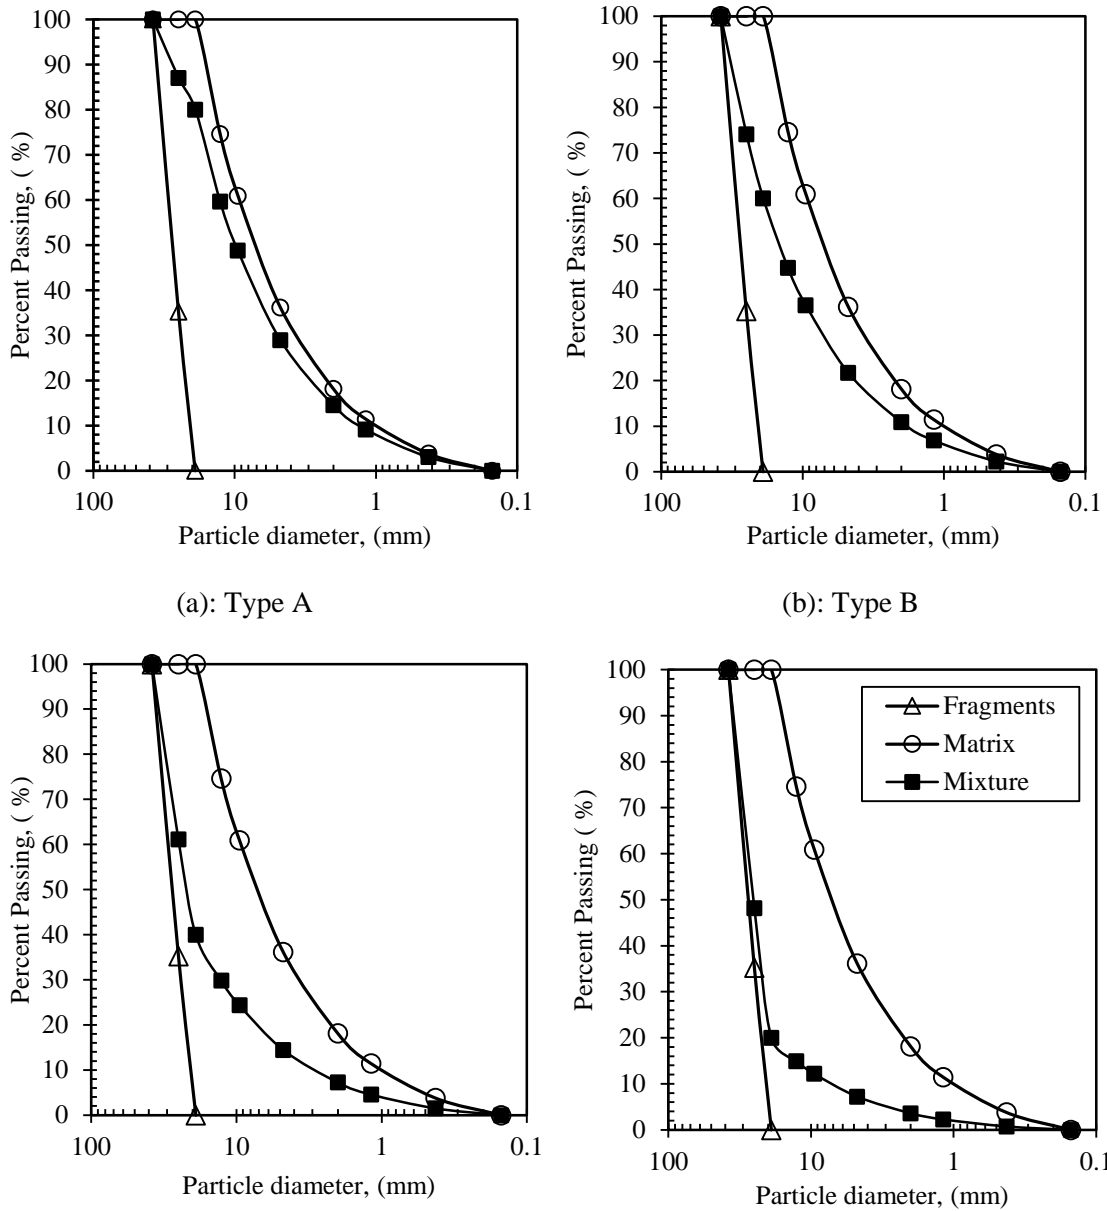 100
90
80
70
60
50
40
30
20
10
0
Percent Passing, ( %)
100 10 1 0.1
Particle diameter, (mm)
(a): Type A
100
90
80
70
60
50
40
30
20
10
0
Percent Passing, ( %)
100 10 1 0.1
Particle diameter, (mm)
(b): Type B
100
90
80
70
60
50
40
30
20
10
0
Percent Passing, ( %)
100 10 1 0.1
Particle diameter, (mm)
100
90
80
70
60
50
40
30
20
10
0
Percent Passing ( %)
Fragments
Matrix
Mixture
100 10 1 0.1
Particle diameter, (mm)